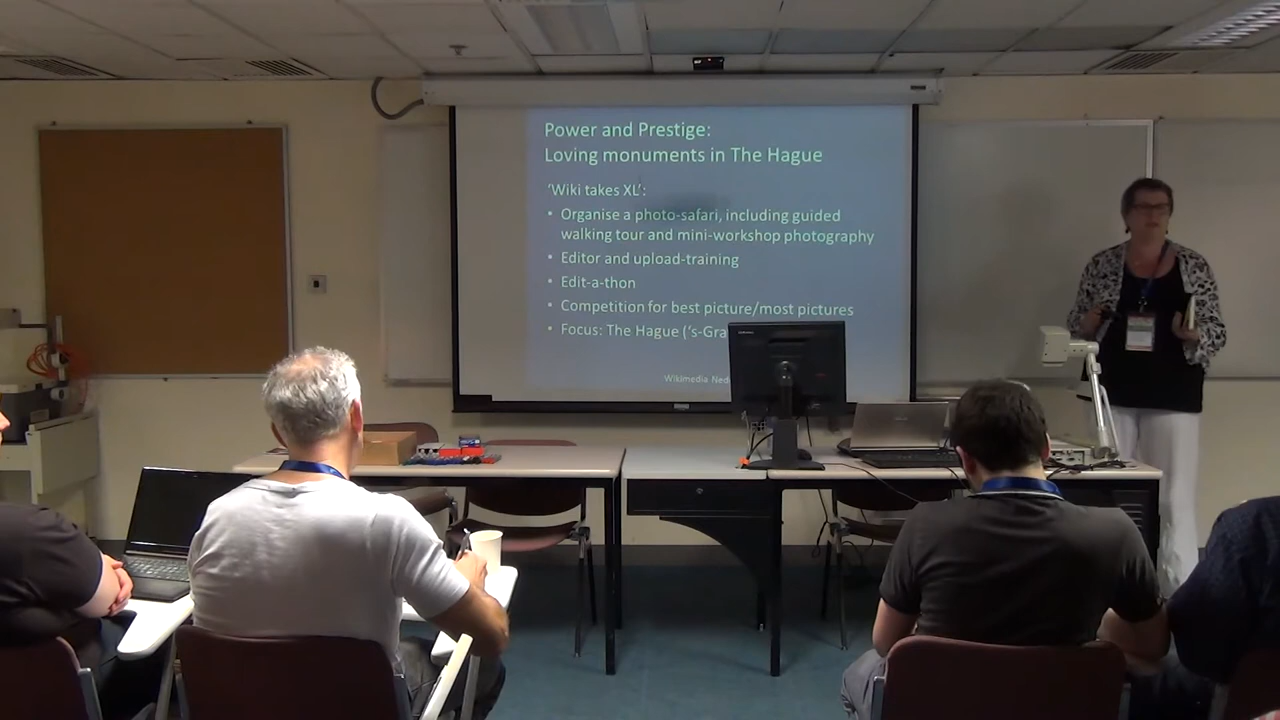 Power and Prestige:
Loving monuments in The Hague
‘Wiki takes XL’:
• Organise a photo-safari, including guided
walking tour and mini-workshop photography
• Editor and upload-training
• Edit-a-thon
• Competition for best picture/most pictures
• Focus: The Hague (‘s-Gra
Wikimedia Ned